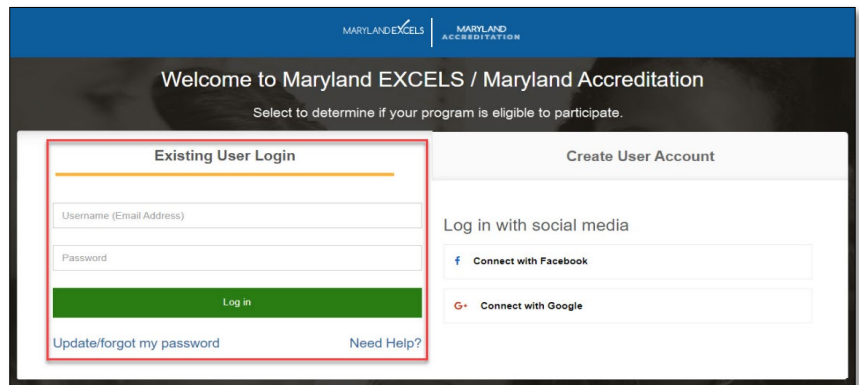 MARYLAND EXCELS
MARYLAND
ACCREDITATION
Welcome to Maryland EXCELS / Maryland Accreditation
Select to determine if your program is eligible to participate.
Existing User Login
Create User Account
Username (Email Address)
Password
Log in
Update/forgot my password
Need Help?
Log in with social media
f Connect with Facebook
G+ Connect with Google